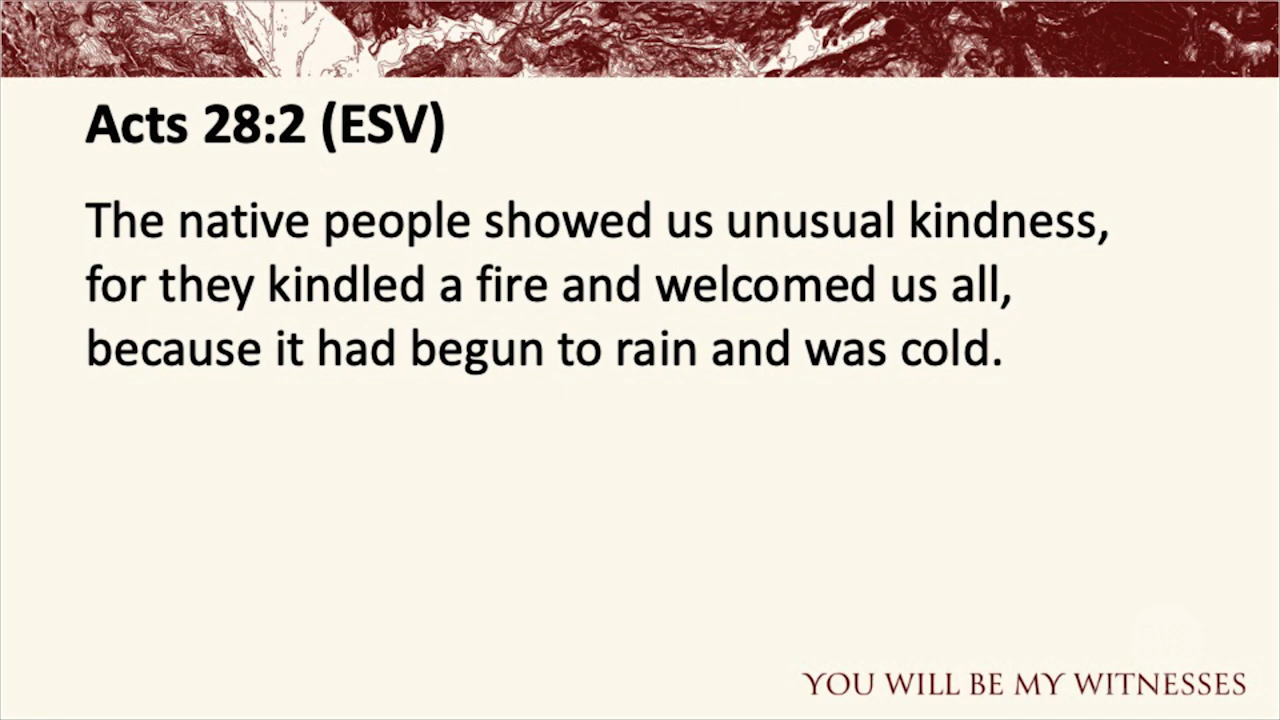 Acts 28:2 (ESV)
The native people showed us unusual kindness,
for they kindled a fire and welcomed us all,
because it had begun to rain and was cold.
YOU WILL BE MY WITNESSES